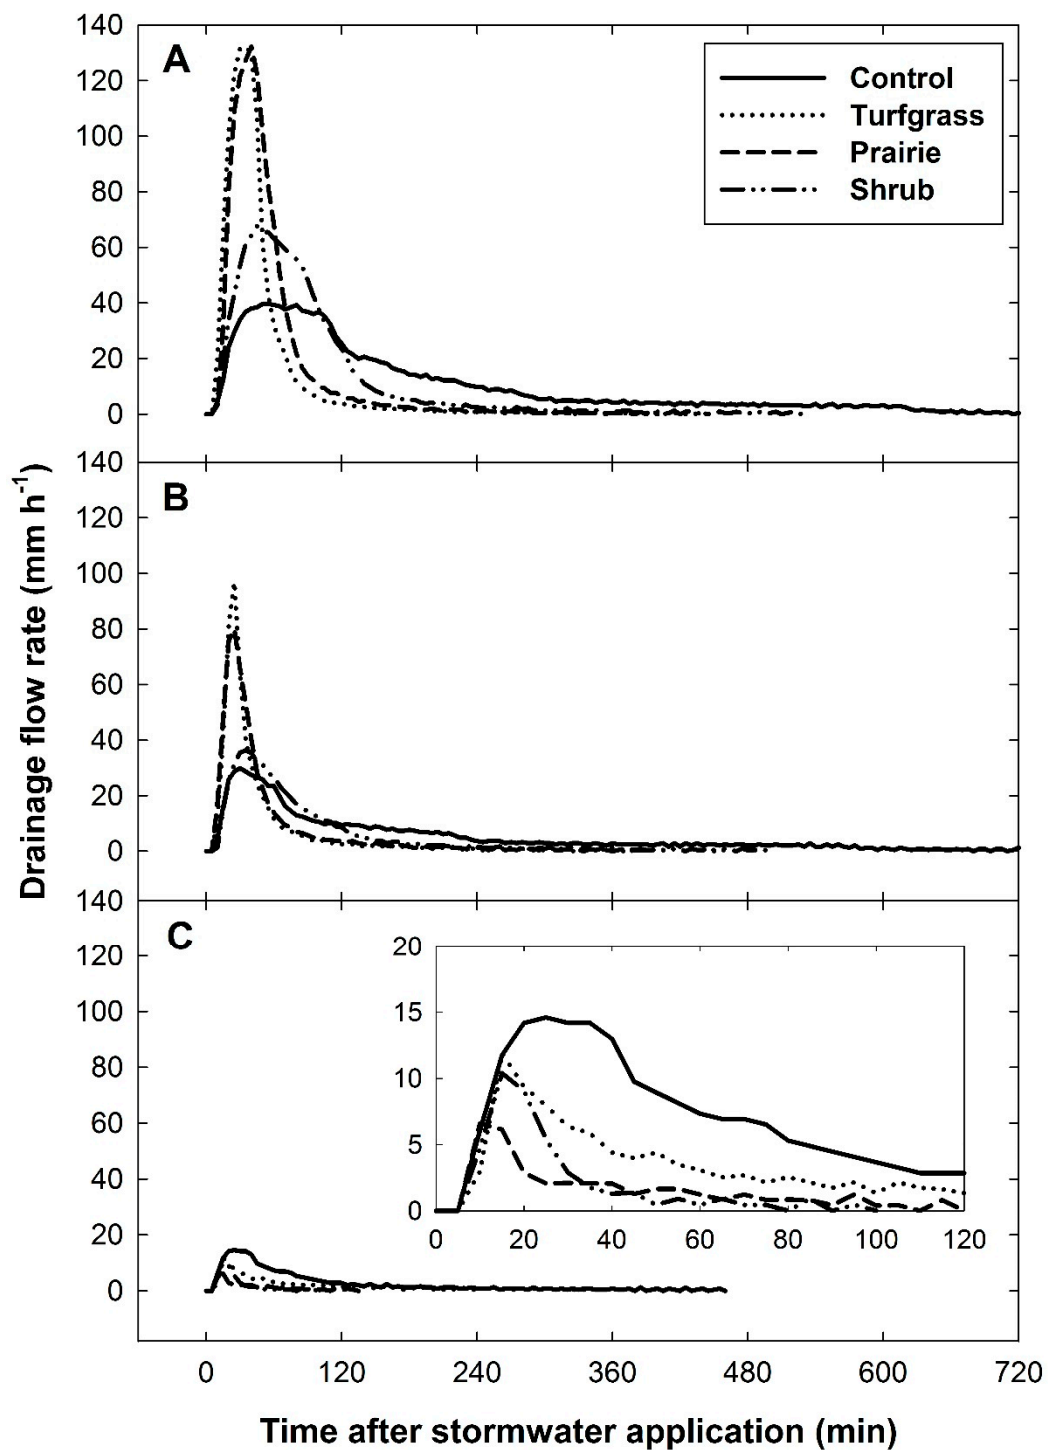 140
A
120
100
80
60
40
20
0
Control
Turfgrass
Prairie
Shrub
140
B
120
100
80
60
40
20
0
Drainage flow rate (mm h⁻¹)
140
C
120
100
80
60
40
20
0
20
15
10
5
0
0 20 40 60 80 100 120
0 120 240 360 480 600 720
Time after stormwater application (min)